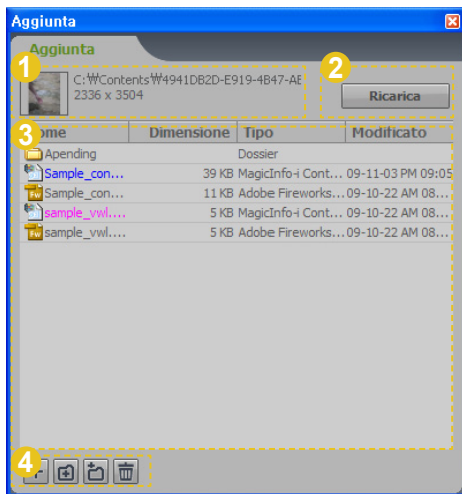 Aggiunta
Aggiunta
1
C:₩Contents₩4941DB2D-E919-4B47-AE
2336 x 3504
2
Ricarica
3
ome Dimensione Tipo Modificato
Apending Dossier
Sample_con... 39 KB MagicInfo-i Cont... 09-11-03 PM 09:05
Sample_con... 11 KB Adobe Fireworks... 09-10-22 AM 08...
sample_vwl.... 5 KB MagicInfo-i Cont... 09-10-22 AM 08...
sample_vwl.... 5 KB Adobe Fireworks... 09-10-22 AM 08...
4